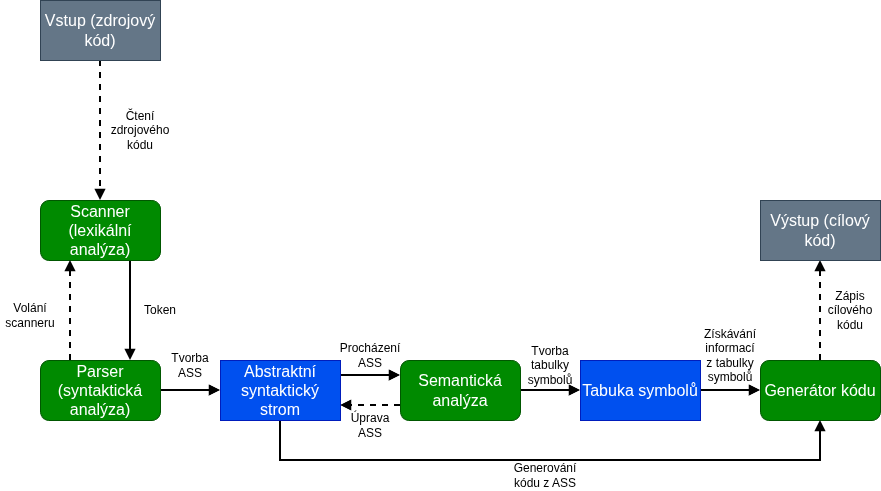 Vstup (zdrojový
kód)
Čtení
zdrojového
kódu
Scanner
(lexikální
analýza)
Výstup (cílový
kód)
Volání
scanneru
Token
Zápis
cílového
kódu
Parser
(syntaktická
analýza)
Tvorba
ASS
Abstraktní
syntaktický
strom
Procházení
ASS
Úprava
ASS
Semantická
analýza
Tvorba
tabulky
symbolů
Tabuka symbolů
Získávání
informací
z tabulky
symbolů
Generátor kódu
Generování
kódu z ASS